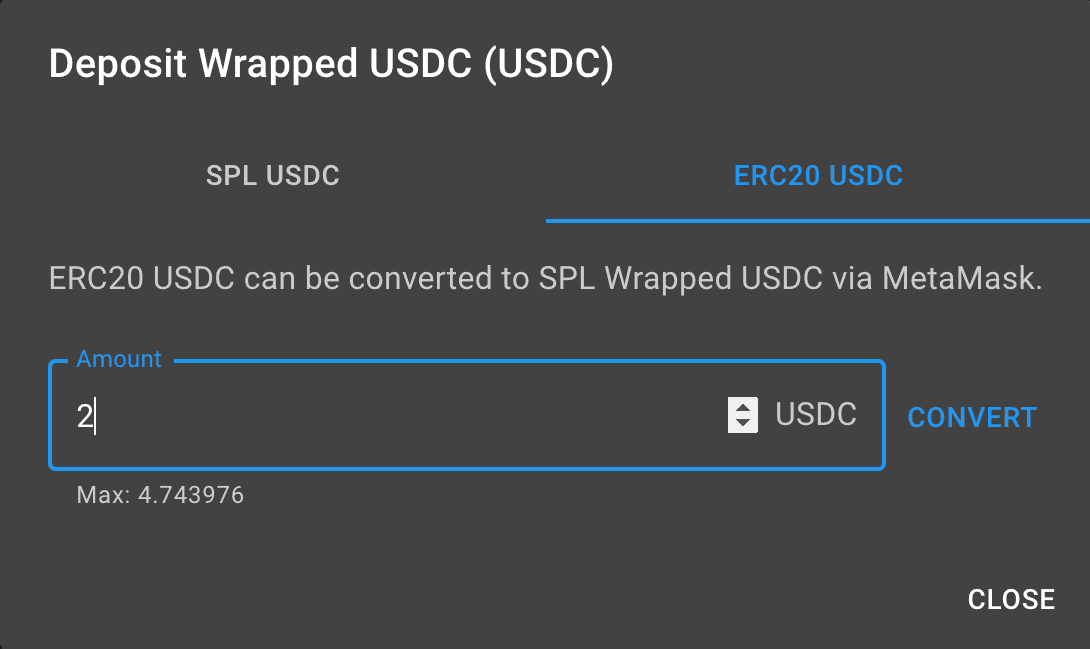 Deposit Wrapped USDC (USDC)
SPL USDC
ERC20 USDC
ERC20 USDC can be converted to SPL Wrapped USDC via MetaMask.
Amount
2
USDC
CONVERT
Max: 4.743976
CLOSE